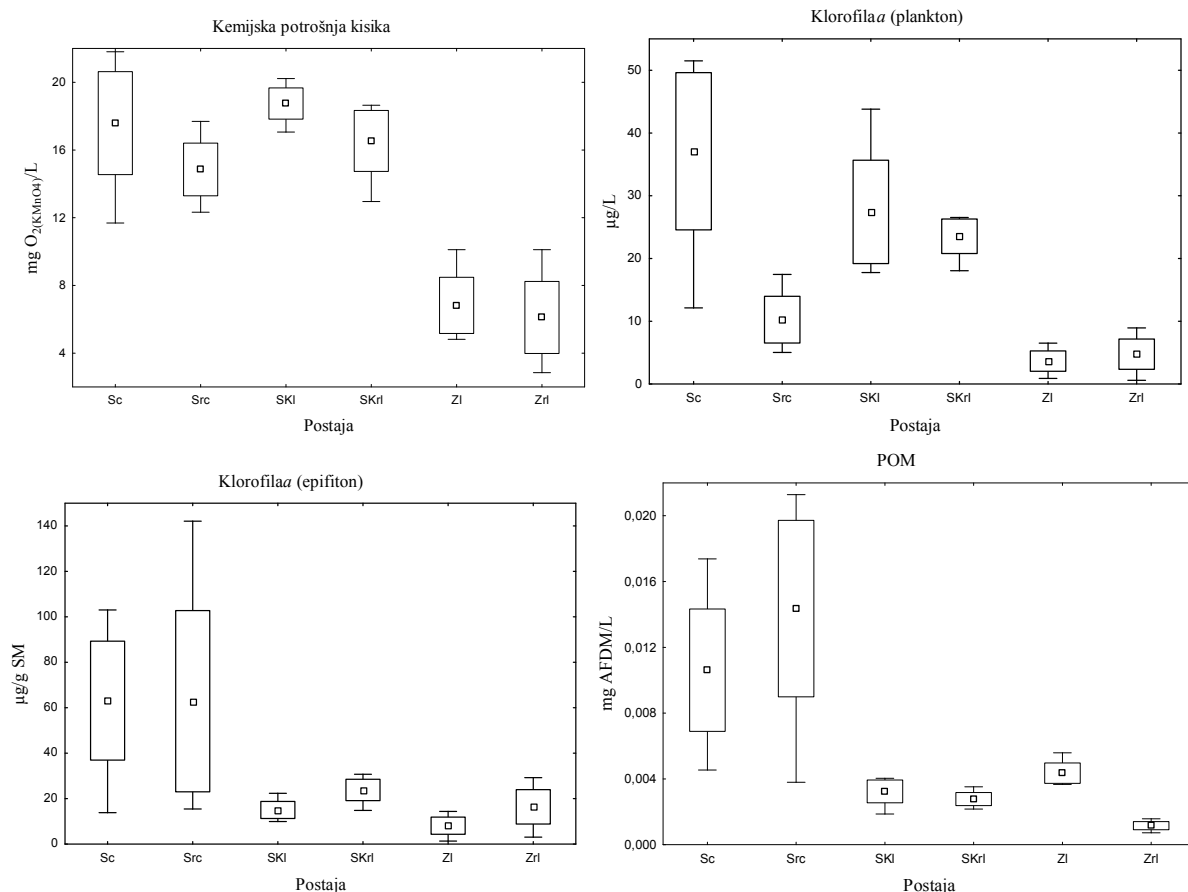 Kemijska potrošnja kisika
20
16
12
8
4
mg O2(KMnO4)/L
Sc Src SKl SKrl Zl Zrl
Postaja
Klorofila (plankton)
50
40
30
20
10
0
µg/L
Sc Src SKl SKrl Zl Zrl
Postaja
Klorofilaa (epifiton)
140
120
100
80
60
40
20
0
µg/g SM
Sc Src SKl SKrl Zl Zrl
Postaja
POM
0,020
0,016
0,012
0,008
0,004
0,000
mg AFDM/L
Sc Src SKl SKrl Zl Zrl
Postaja